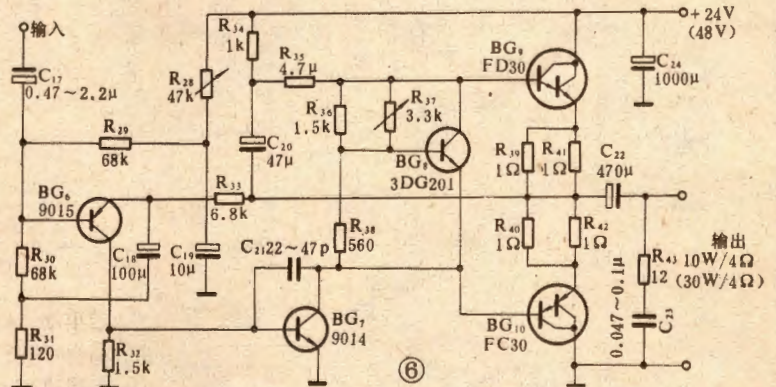 输入
C17
0.47～2.2μ
R28
47k
R34
1k
R35
4.7μ
R36
1.5k
R37
3.3k
BG9
FD30
+24V
(48V)
C24
1000μ
R29
68k
C20
47μ
BG8
3DG201
R39
1Ω
R41
1Ω
C22
470μ
BG6
9015
R33
6.8k
R30
68k
C18
100μ
C19
10μ
C21 22～47p
R38
560
R40
1Ω
R42
1Ω
输出
R43
12
10W/4Ω
(30W/4Ω)
R31
120
R32
1.5k
BG7
9014
BG10
FC30
0.047～0.1μ
C23
⑥